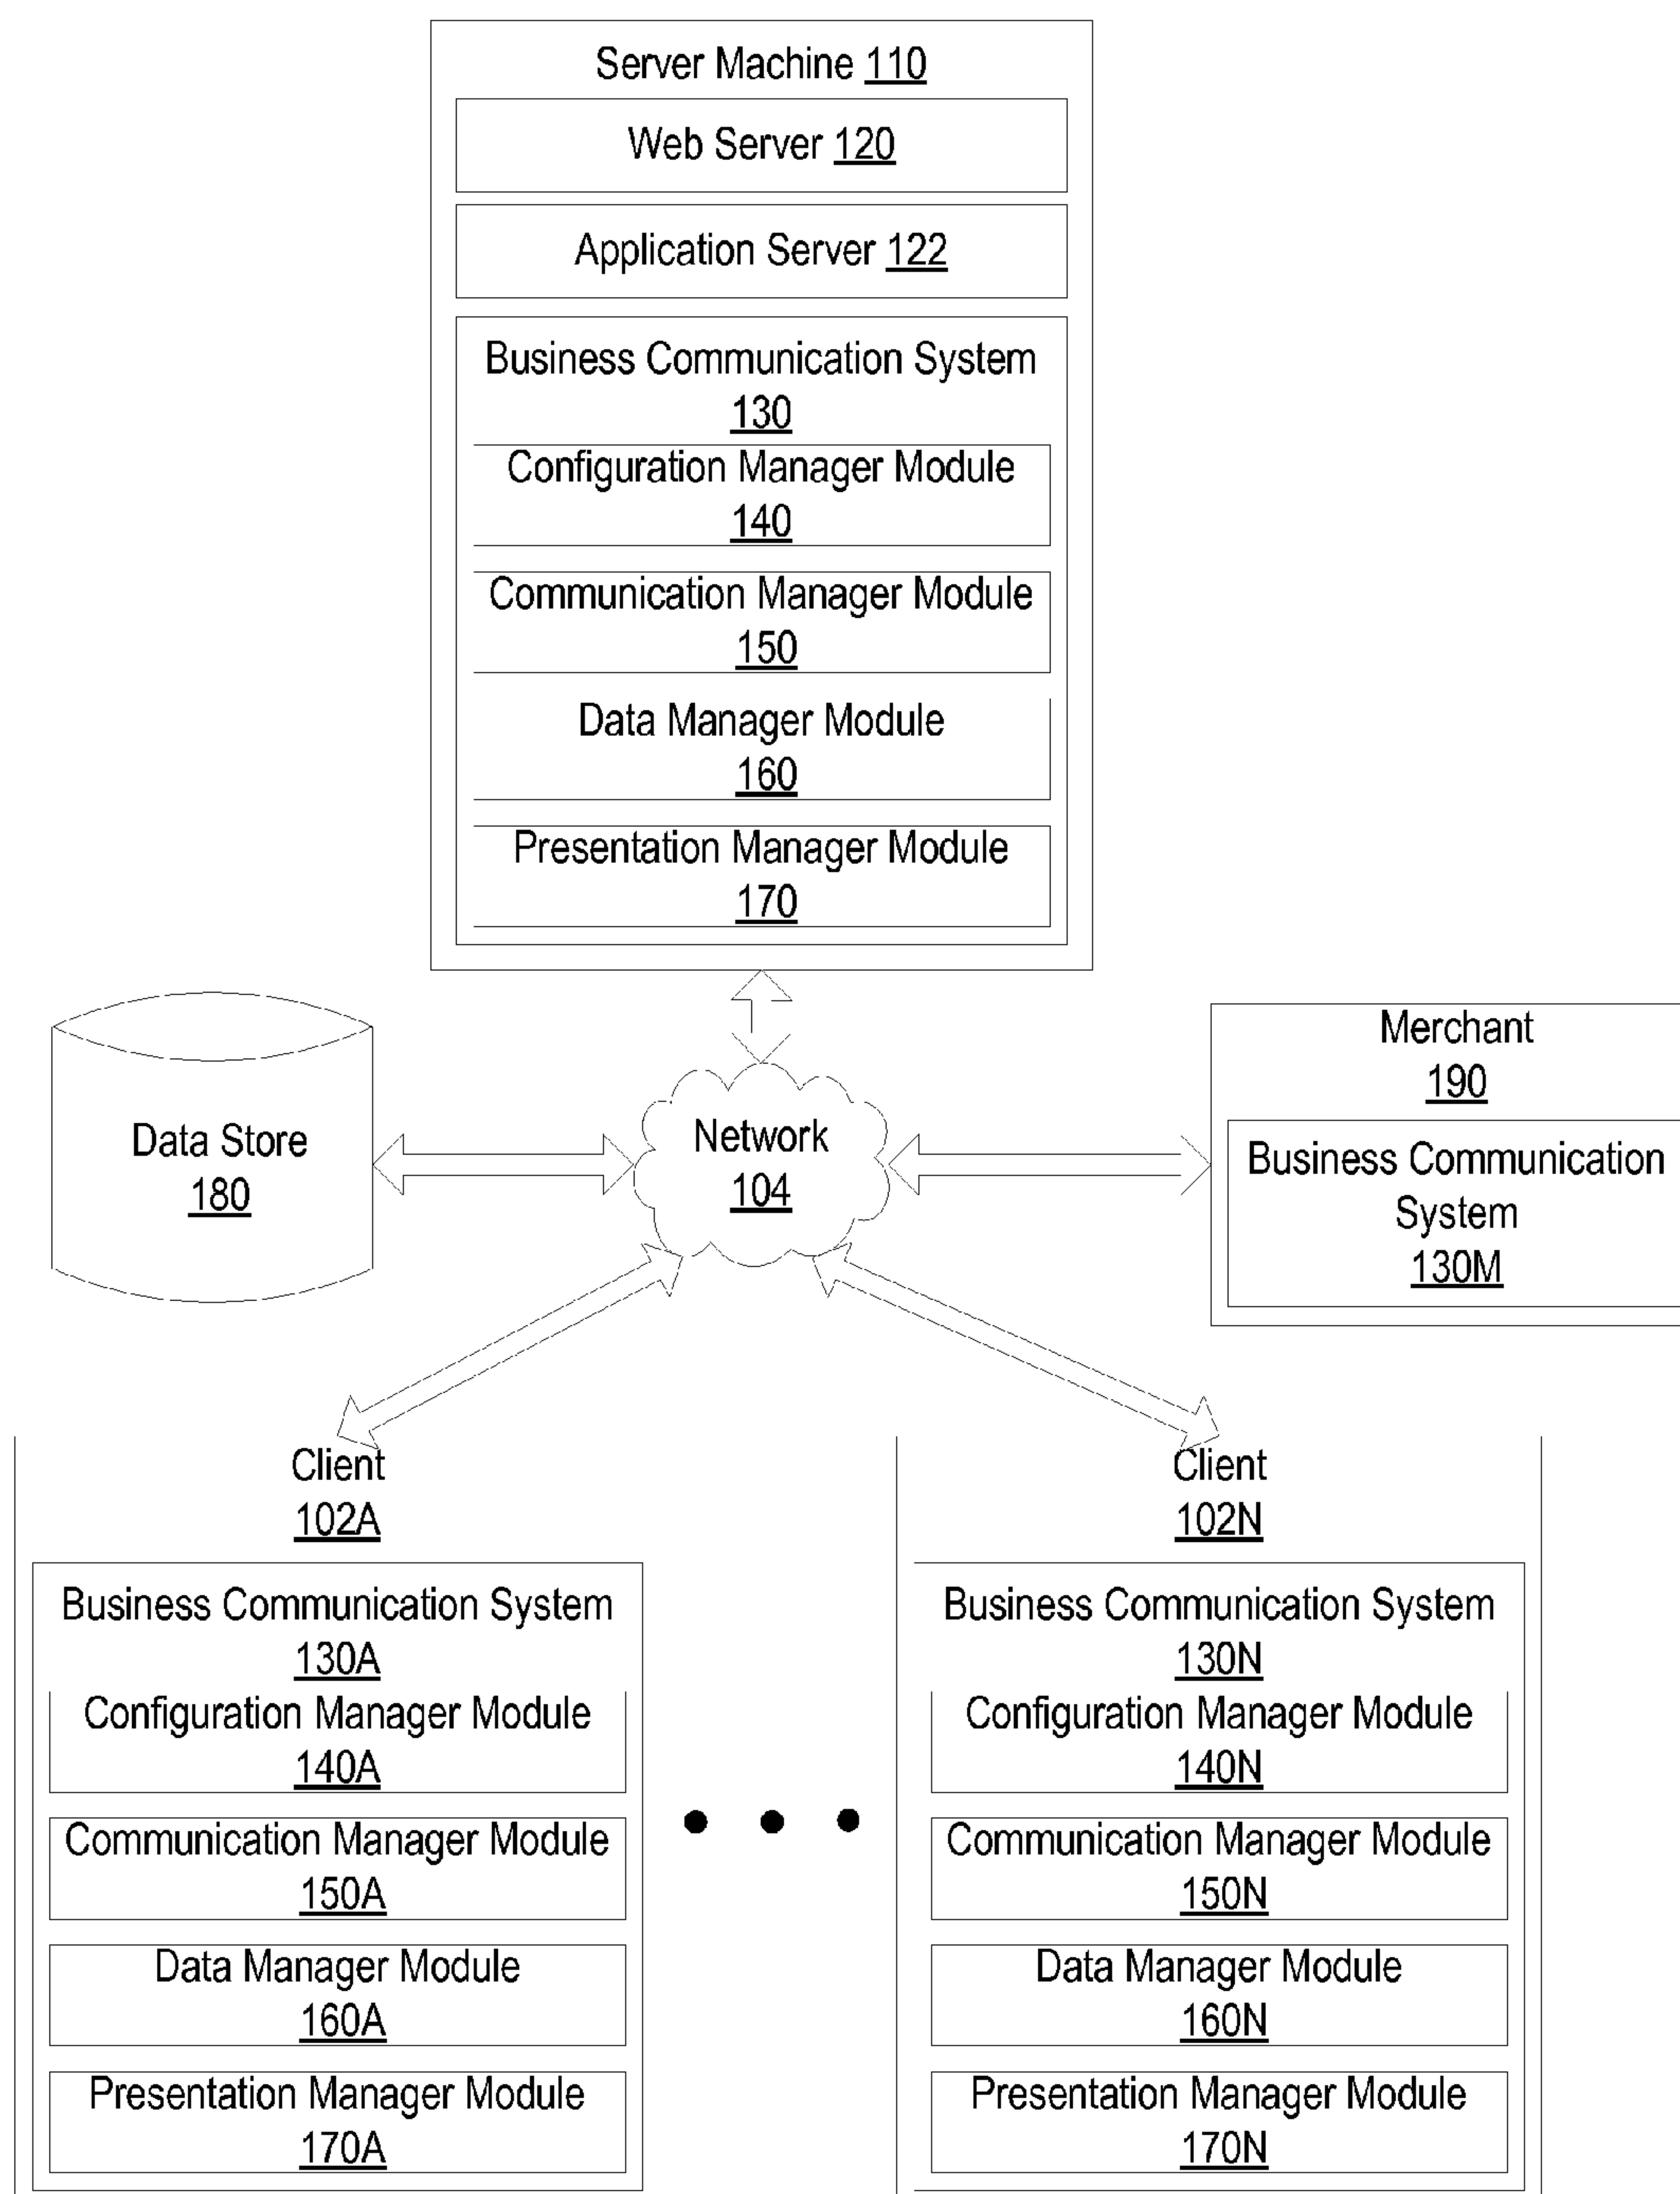 Server Machine 110
Web Server 120
Application Server 122
Business Communication System
130
Configuration Manager Module
140
Communication Manager Module
150
Data Manager Module
160
Presentation Manager Module
170
Data Store
180
Network
104
Merchant
190
Business Communication
System
130M
Client
102A
Business Communication System
130A
Configuration Manager Module
140A
Communication Manager Module
150A
Data Manager Module
160A
Presentation Manager Module
170A
Client
102N
Business Communication System
130N
Configuration Manager Module
140N
Communication Manager Module
150N
Data Manager Module
160N
Presentation Manager Module
170N